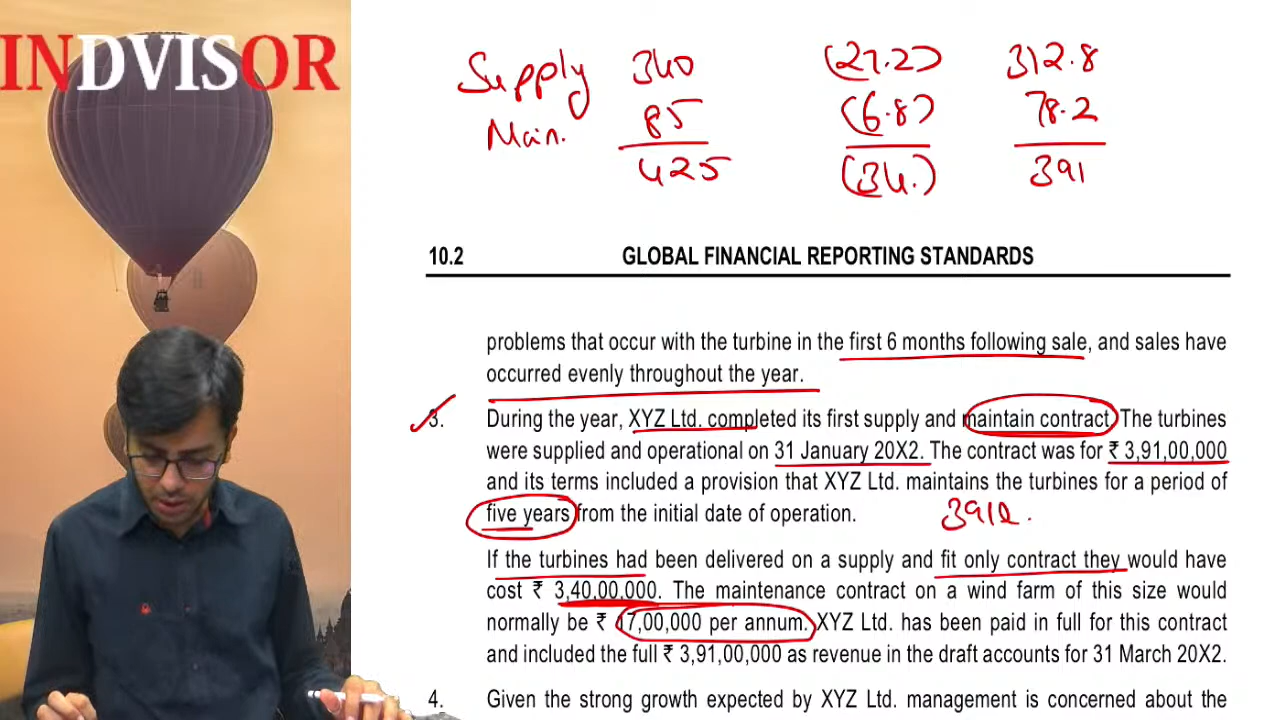 INDVISOR
Supply 340 (27.2) 312.8
Main. 85 (6.8) 78.2
425 (34.) 391
10.2 GLOBAL FINANCIAL REPORTING STANDARDS
problems that occur with the turbine in the first 6 months following sale, and sales have
occurred evenly throughout the year.
3. During the year, XYZ Ltd. completed its first supply and maintain contract. The turbines
were supplied and operational on 31 January 20X2. The contract was for ₹ 3,91,00,000
and its terms included a provision that XYZ Ltd. maintains the turbines for a period of
five years from the initial date of operation.
If the turbines had been delivered on a supply and fit only contract they would have
cost ₹ 3,40,00,000. The maintenance contract on a wind farm of this size would
normally be ₹ 17,00,000 per annum. XYZ Ltd. has been paid in full for this contract
and included the full ₹ 3,91,00,000 as revenue in the draft accounts for 31 March 20X2.
4. Given the strong growth expected by XYZ Ltd. management is concerned about the